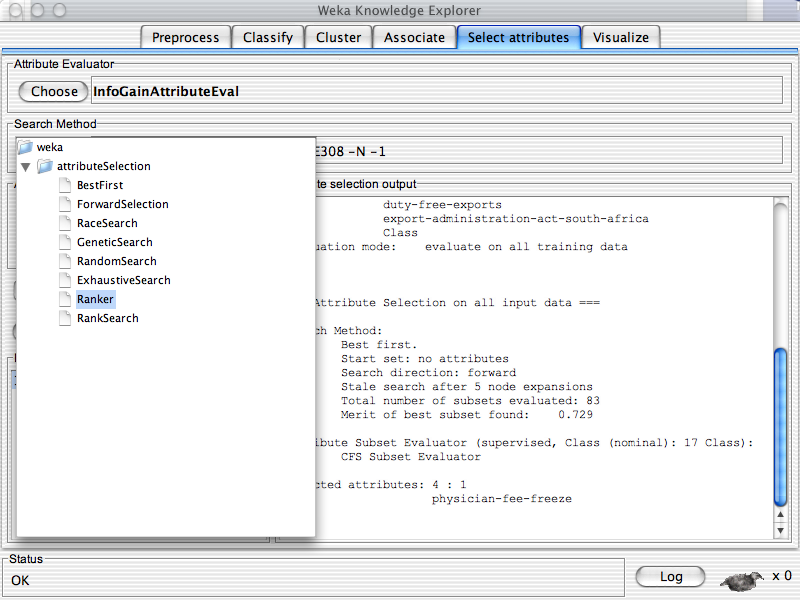 Weka Knowledge Explorer
Preprocess Classify Cluster Associate Select attributes Visualize
Attribute Evaluator
Choose InfoGainAttributeEval
Search Method
E308 -N -1
weka
attributeSelection
BestFirst
ForwardSelection
RaceSearch
GeneticSearch
RandomSearch
ExhaustiveSearch
Ranker
RankSearch
te selection output
duty-free-exports
export-administration-act-south-africa
Class
uation mode: evaluate on all training data
Attribute Selection on all input data ===
ch Method:
Best first.
Start set: no attributes
Search direction: forward
Stale search after 5 node expansions
Total number of subsets evaluated: 83
Merit of best subset found: 0.729
ibute Subset Evaluator (supervised, Class (nominal): 17 Class):
CFS Subset Evaluator
cted attributes: 4 : 1
physician-fee-freeze
Status
OK
Log
x 0